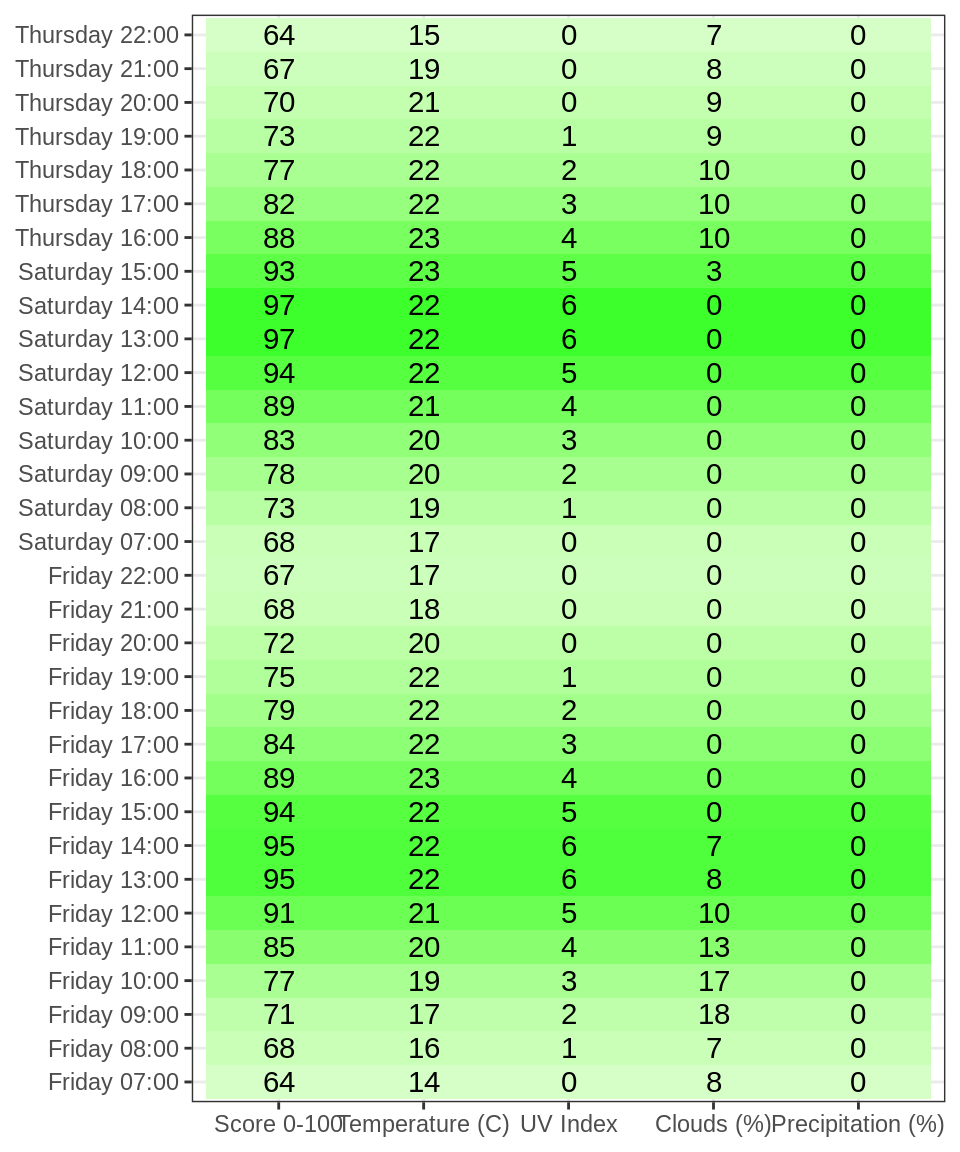 Thursday 22:00 64 15 0 7 0
Thursday 21:00 67 19 0 8 0
Thursday 20:00 70 21 0 9 0
Thursday 19:00 73 22 1 9 0
Thursday 18:00 77 22 2 10 0
Thursday 17:00 82 22 3 10 0
Thursday 16:00 88 23 4 10 0
Saturday 15:00 93 23 5 3 0
Saturday 14:00 97 22 6 0 0
Saturday 13:00 97 22 6 0 0
Saturday 12:00 94 22 5 0 0
Saturday 11:00 89 21 4 0 0
Saturday 10:00 83 20 3 0 0
Saturday 09:00 78 20 2 0 0
Saturday 08:00 73 19 1 0 0
Saturday 07:00 68 17 0 0 0
Friday 22:00 67 17 0 0 0
Friday 21:00 68 18 0 0 0
Friday 20:00 72 20 0 0 0
Friday 19:00 75 22 1 0 0
Friday 18:00 79 22 2 0 0
Friday 17:00 84 22 3 0 0
Friday 16:00 89 23 4 0 0
Friday 15:00 94 22 5 0 0
Friday 14:00 95 22 6 7 0
Friday 13:00 95 22 6 8 0
Friday 12:00 91 21 5 10 0
Friday 11:00 85 20 4 13 0
Friday 10:00 77 19 3 17 0
Friday 09:00 71 17 2 18 0
Friday 08:00 68 16 1 7 0
Friday 07:00 64 14 0 8 0
Score 0-100 Temperature (C) UV Index Clouds (%) Precipitation (%)